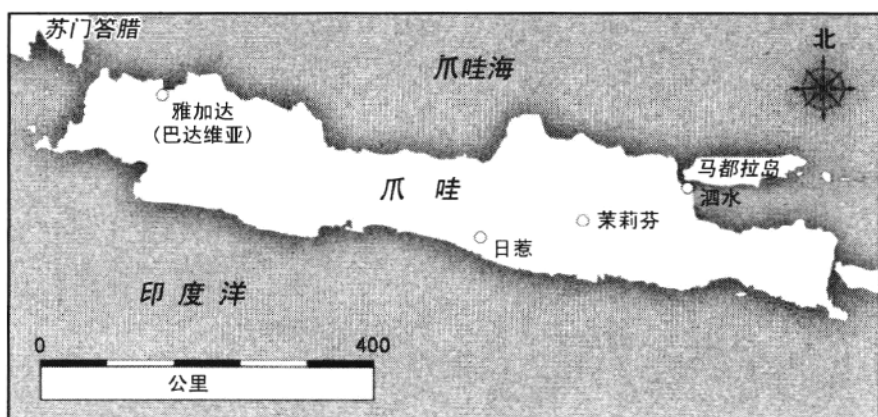 苏门答腊
北
爪哇海
雅加达
(巴达维亚)
马都拉岛
爪 哇
泗水
茉莉芬
日惹
印 度 洋
0 400
公里